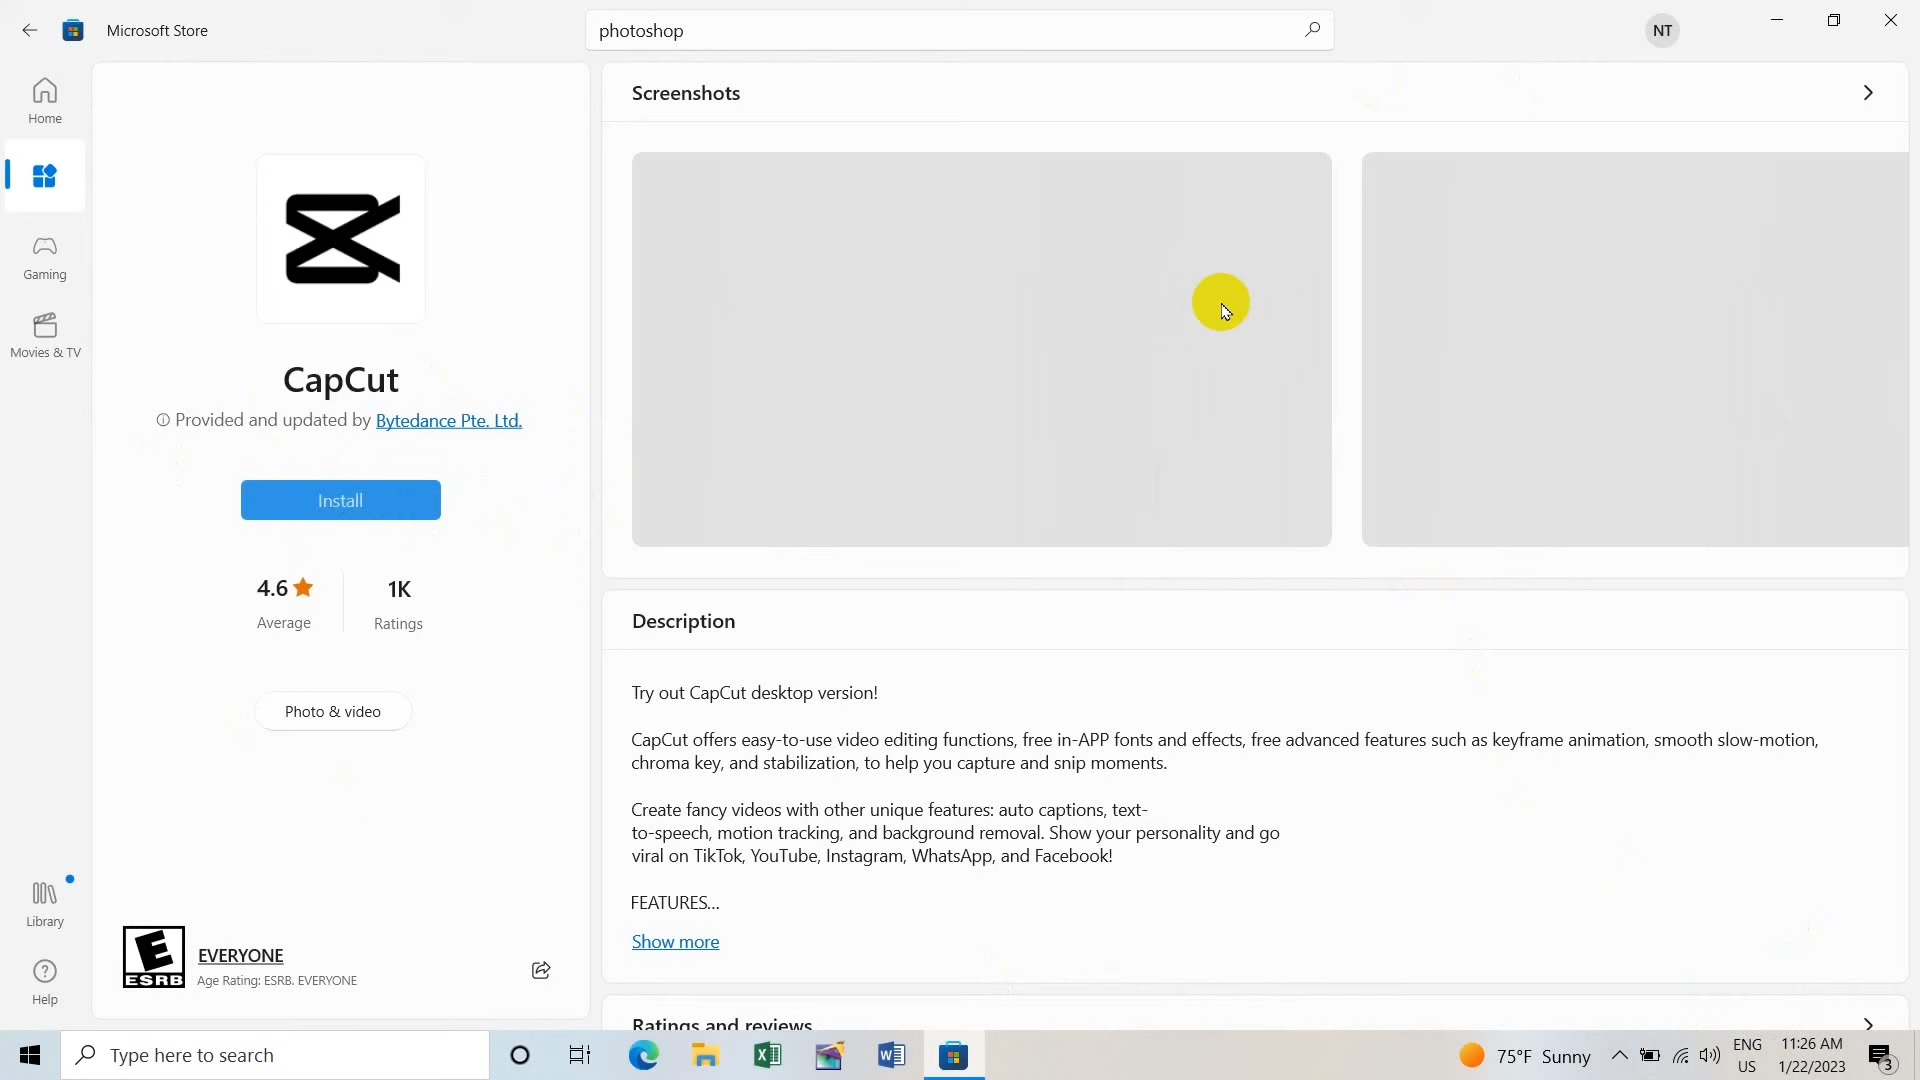 Microsoft Store
photoshop
NT
Home
Gaming
Movies & TV
Library
Help
CapCut
Provided and updated by Bytedance Pte. Ltd.
Install
4.6
Average
1K
Ratings
Photo & video
E
ESRB
EVERYONE
Age Rating: ESRB. EVERYONE
Screenshots
Description
Try out CapCut desktop version!
CapCut offers easy-to-use video editing functions, free in-APP fonts and effects, free advanced features such as keyframe animation, smooth slow-motion,
chroma key, and stabilization, to help you capture and snip moments.
Create fancy videos with other unique features: auto captions, text-
to-speech, motion tracking, and background removal. Show your personality and go
viral on TikTok, YouTube, Instagram, WhatsApp, and Facebook!
FEATURES...
Show more
Ratings and reviews
Type here to search
75°F Sunny
ENG
US
11:26 AM
1/22/2023
3